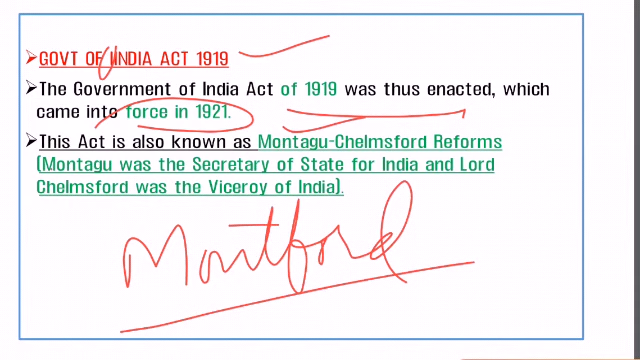 GOVT OF INDIA ACT 1919
The Government of India Act of 1919 was thus enacted, which
came into force in 1921.
This Act is also known as Montagu-Chelmsford Reforms
(Montagu was the Secretary of State for India and Lord
Chelmsford was the Viceroy of India).
Montford